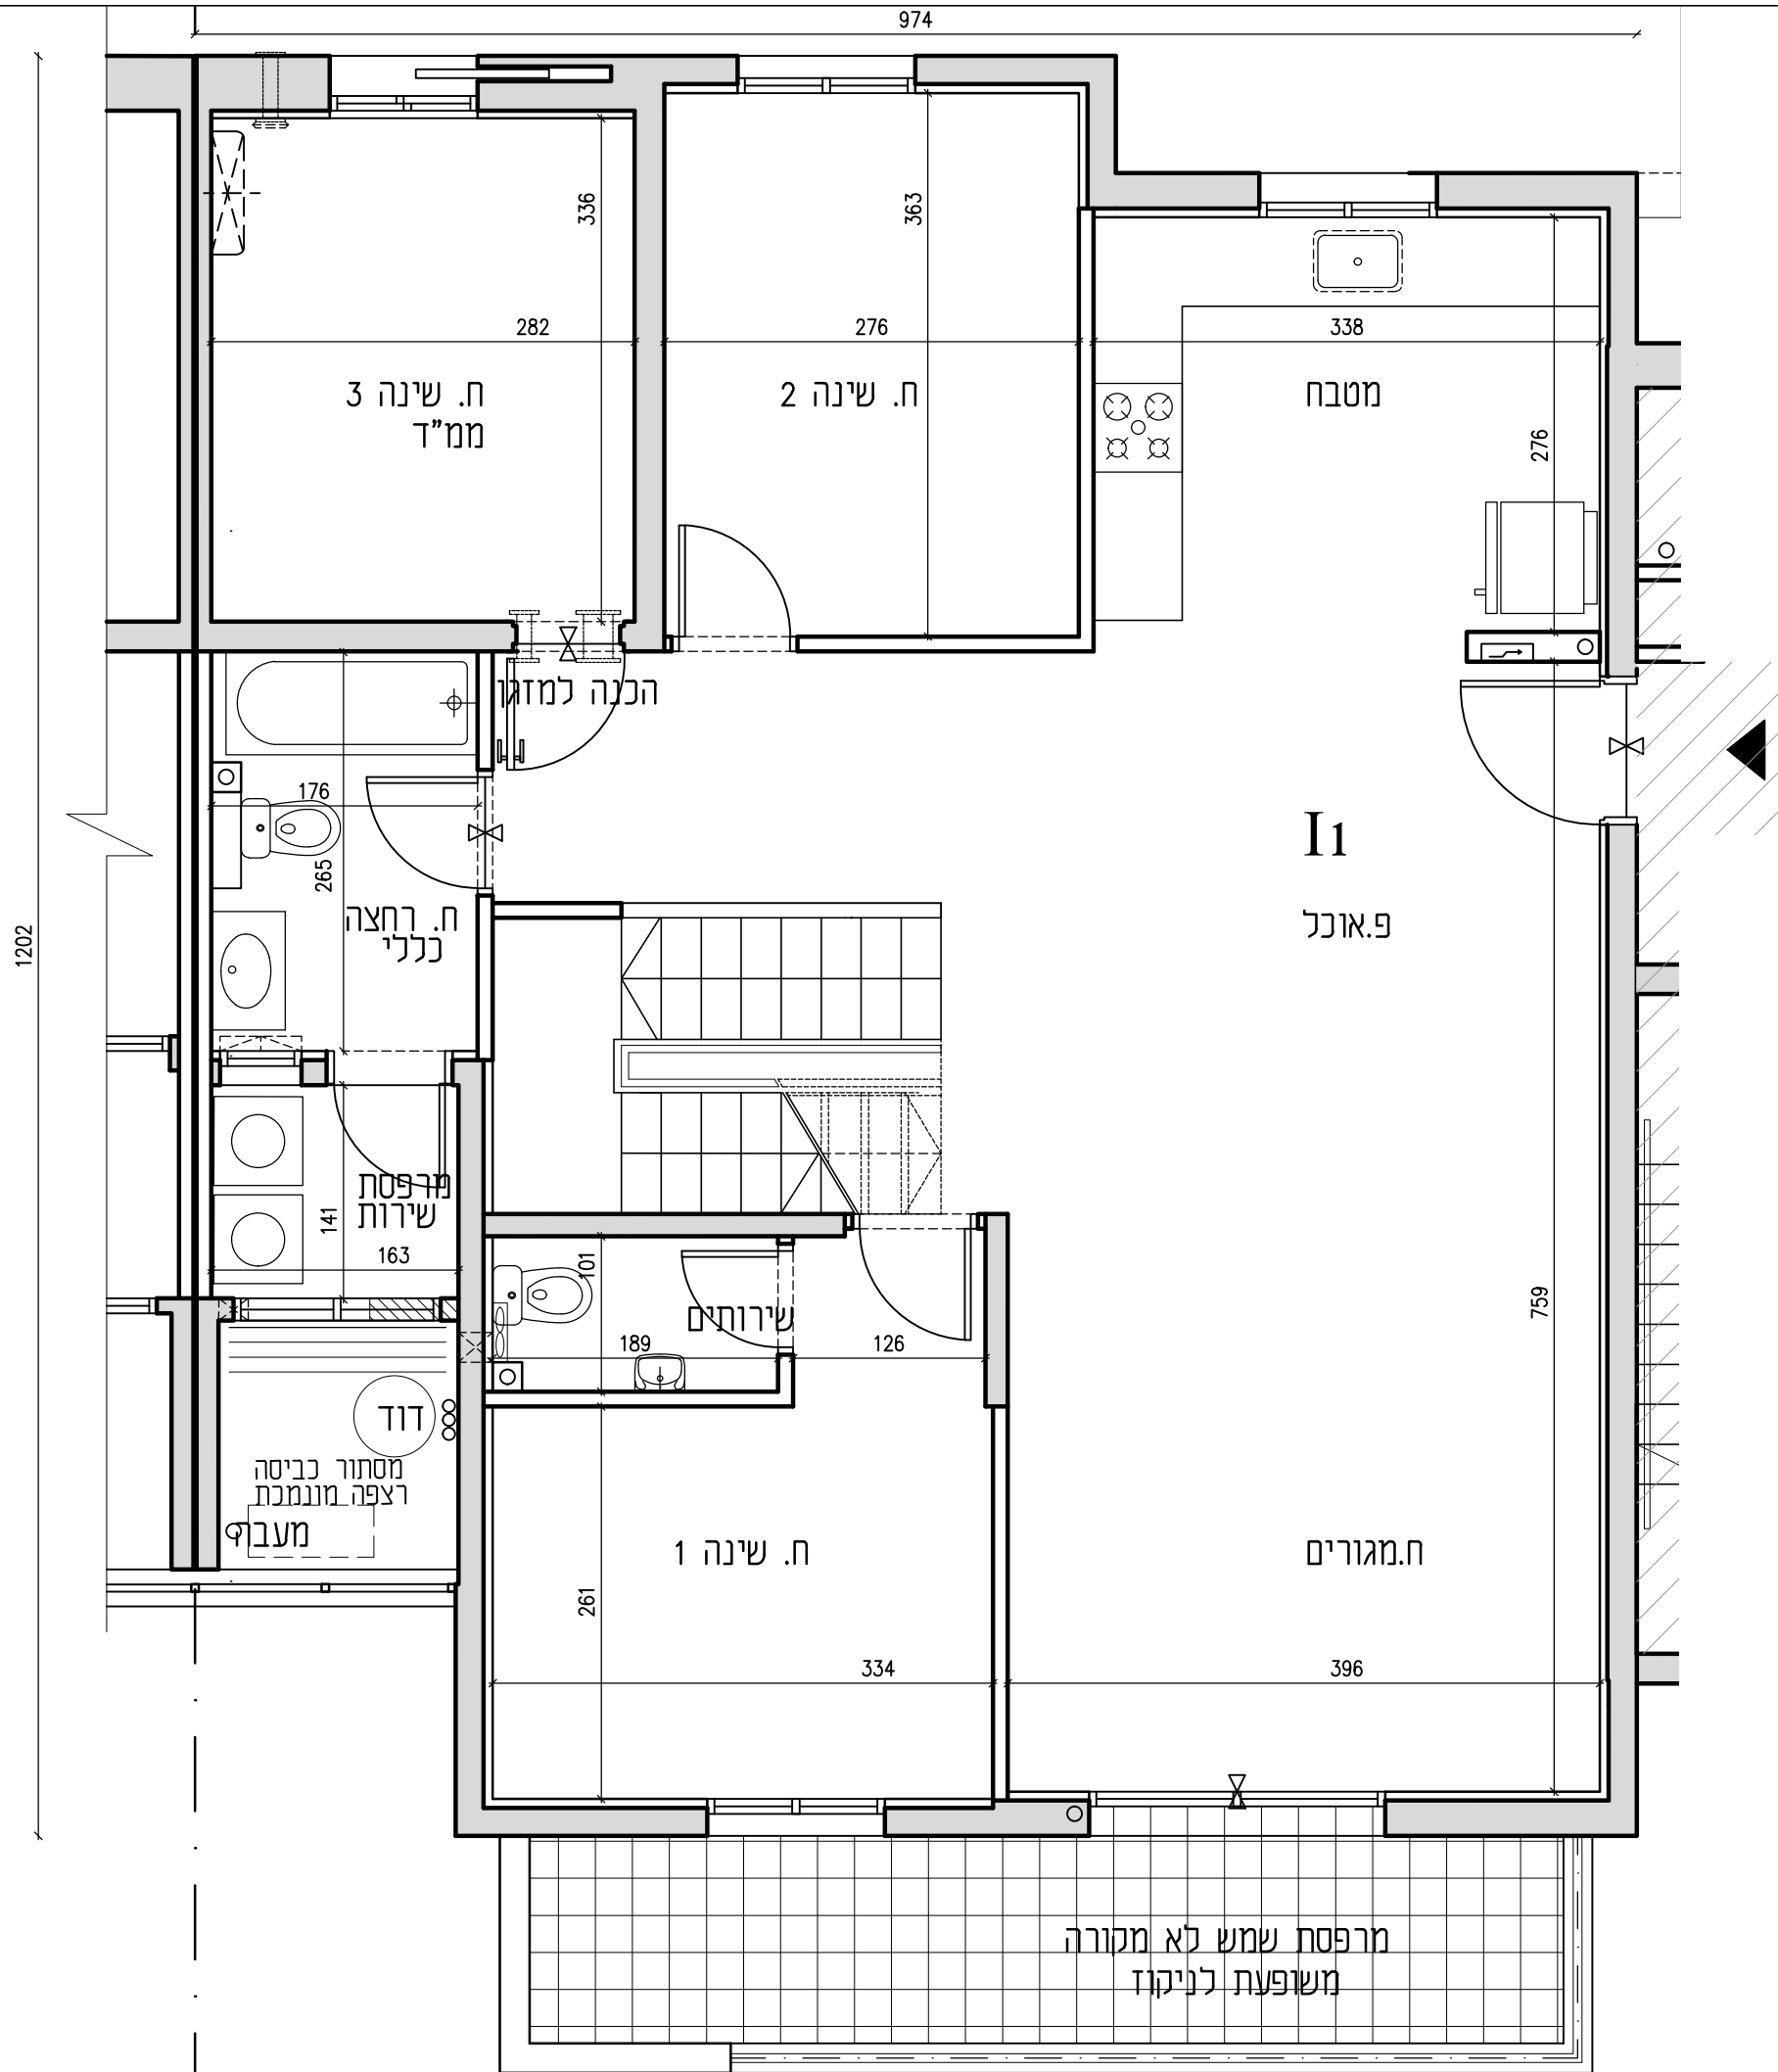 974
336
363
282
276
338
ח. שינה 3
ממ"ד
ח. שינה 2
מטבח
276
הכנה למזגן
176
265
I1
ח. רחצה
כללי
פ.אוכל
1202
מרפסת
שירות
141
163
101
שירותים
189
126
759
דוד
מסתור כביסה
רצפה מונמכת
מעבר
ח. שינה 1
ח.מגורים
261
334
396
מרפסת שמש לא מקורה
משופעת לניקוז